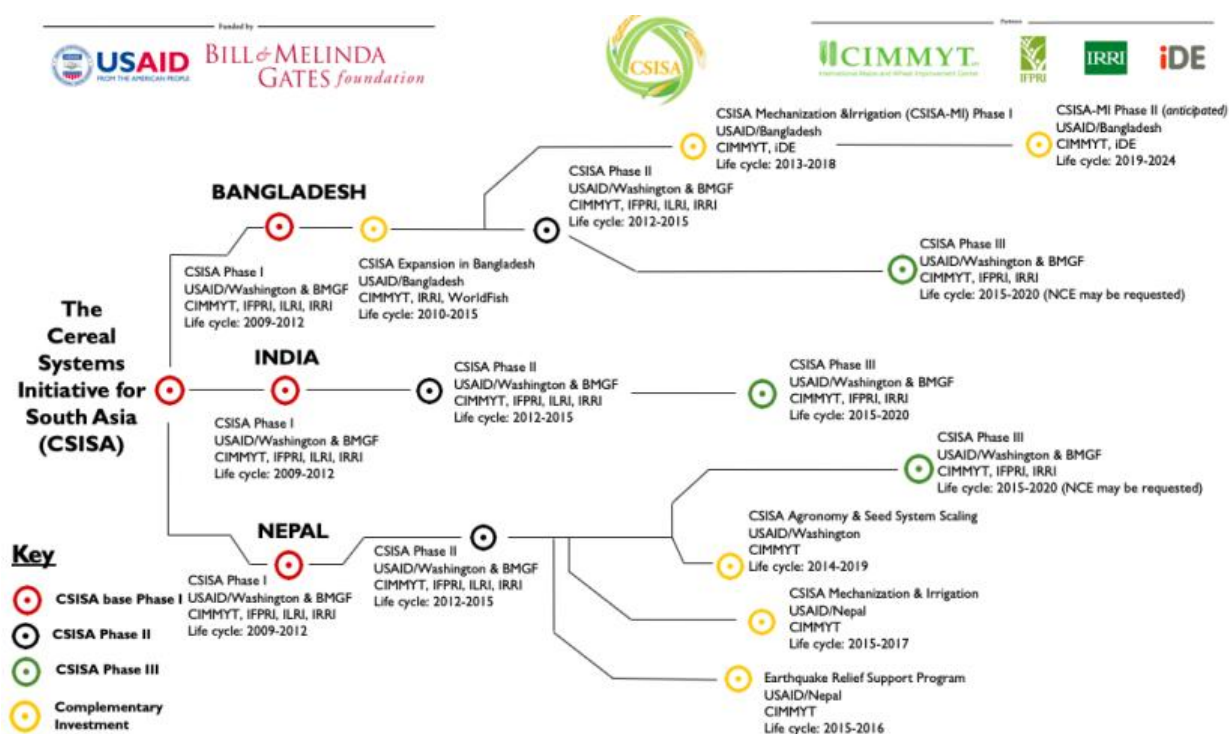 Funded by
Partner
USAID
FROM THE AMERICAN PEOPLE
BILL & MELINDA
GATES foundation
CSISA
CIMMYT
International Maize and Wheat Improvement Center
IFPRI
IRRI
iDE
CSISA Mechanization &Irrigation (CSISA-MI) Phase I
USAID/Bangladesh
CIMMYT, iDE
Life cycle: 2013-2018
CSISA-MI Phase II (anticipated)
USAID/Bangladesh
CIMMYT, iDE
Life cycle: 2019-2024
BANGLADESH
CSISA Phase II
USAID/Washington & BMGF
CIMMYT, IFPRI, ILRI, IRRI
Life cycle: 2012-2015
CSISA Phase I
USAID/Washington & BMGF
CIMMYT, IFPRI, ILRI, IRRI
Life cycle: 2009-2012
CSISA Expansion in Bangladesh
USAID/Bangladesh
CIMMYT, IRRI, WorldFish
Life cycle: 2010-2015
CSISA Phase III
USAID/Washington & BMGF
CIMMYT, IFPRI, IRRI
Life cycle: 2015-2020 (NCE may be requested)
The
Cereal
Systems
Initiative for
South Asia
(CSISA)
INDIA
CSISA Phase I
USAID/Washington & BMGF
CIMMYT, IFPRI, ILRI, IRRI
Life cycle: 2009-2012
CSISA Phase II
USAID/Washington & BMGF
CIMMYT, IFPRI, ILRI, IRRI
Life cycle: 2012-2015
CSISA Phase III
USAID/Washington & BMGF
CIMMYT, IFPRI, IRRI
Life cycle: 2015-2020
NEPAL
CSISA Phase I
USAID/Washington & BMGF
CIMMYT, IFPRI, ILRI, IRRI
Life cycle: 2009-2012
CSISA Phase II
USAID/Washington & BMGF
CIMMYT, IFPRI, ILRI, IRRI
Life cycle: 2012-2015
CSISA Phase III
USAID/Washington & BMGF
CIMMYT, IFPRI, IRRI
Life cycle: 2015-2020 (NCE may be requested)
CSISA Agronomy & Seed System Scaling
USAID/Washington
CIMMYT
Life cycle: 2014-2019
CSISA Mechanization & Irrigation
USAID/Nepal
CIMMYT
Life cycle: 2015-2017
Earthquake Relief Support Program
USAID/Nepal
CIMMYT
Life cycle: 2015-2016
Key
CSISA base Phase I
CSISA Phase II
CSISA Phase III
Complementary
Investment